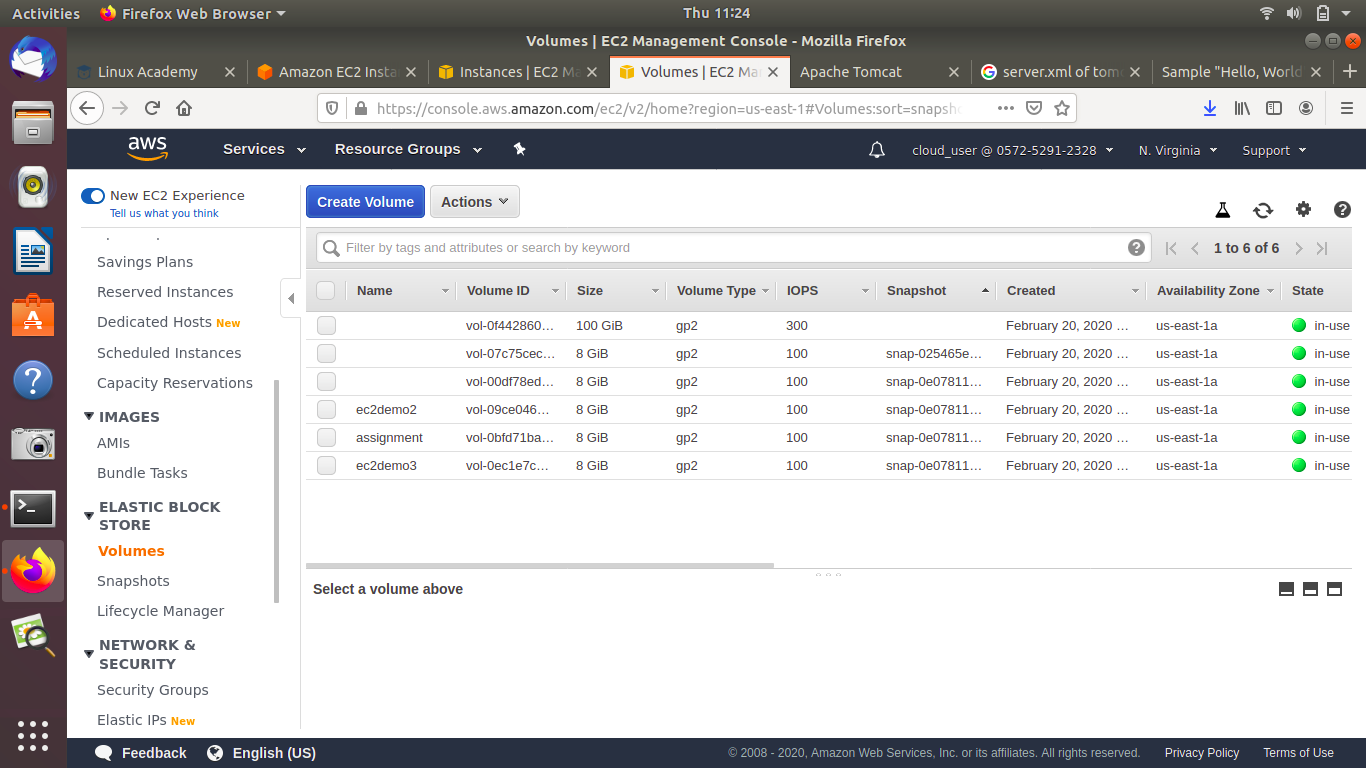 Activities Firefox Web Browser Thu 11:24
Volumes | EC2 Management Console - Mozilla Firefox
Linux Academy Amazon EC2 Insta Instances | EC2 Ma Volumes | EC2 Ma Apache Tomcat server.xml of tom Sample "Hello, World
https://console.aws.amazon.com/ec2/v2/home?region=us-east-1#Volumes:sort=snapsho
aws Services Resource Groups cloud_user @ 0572-5291-2328 N. Virginia Support
New EC2 Experience
Tell us what you think
Create Volume Actions
Filter by tags and attributes or search by keyword 1 to 6 of 6
Name Volume ID Size Volume Type IOPS Snapshot Created Availability Zone State
vol-0f442860... 100 GiB gp2 300 February 20, 2020 ... us-east-1a in-use
vol-07c75cec... 8 GiB gp2 100 snap-025465e... February 20, 2020 ... us-east-1a in-use
vol-00df78ed... 8 GiB gp2 100 snap-0e07811... February 20, 2020 ... us-east-1a in-use
ec2demo2 vol-09ce046... 8 GiB gp2 100 snap-0e07811... February 20, 2020 ... us-east-1a in-use
assignment vol-0bfd71ba... 8 GiB gp2 100 snap-0e07811... February 20, 2020 ... us-east-1a in-use
ec2demo3 vol-0ec1e7c... 8 GiB gp2 100 snap-0e07811... February 20, 2020 ... us-east-1a in-use
Select a volume above
Savings Plans
Reserved Instances
Dedicated Hosts New
Scheduled Instances
Capacity Reservations
IMAGES
AMIs
Bundle Tasks
ELASTIC BLOCK
STORE
Volumes
Snapshots
Lifecycle Manager
NETWORK &
SECURITY
Security Groups
Elastic IPs New
Feedback English (US) © 2008 - 2020, Amazon Web Services, Inc. or its affiliates. All rights reserved. Privacy Policy Terms of Use